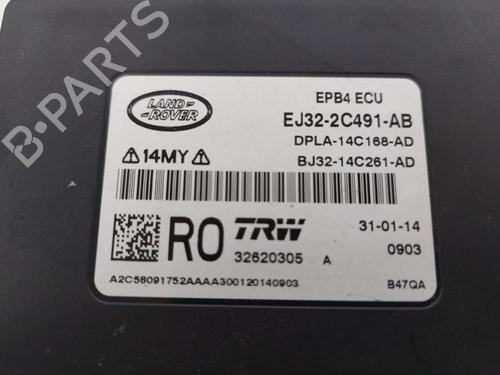 LAND-
-ROVER
EPB4 ECU
EJ32-2C491-AB
DPLA-14C168-AD
⚠14MY⚠
BJ32-14C261-AD
RO
TRW
31-01-14
32620305 A
0903
A2C58091752AAAA300120140903
B47QA
B-PARTS